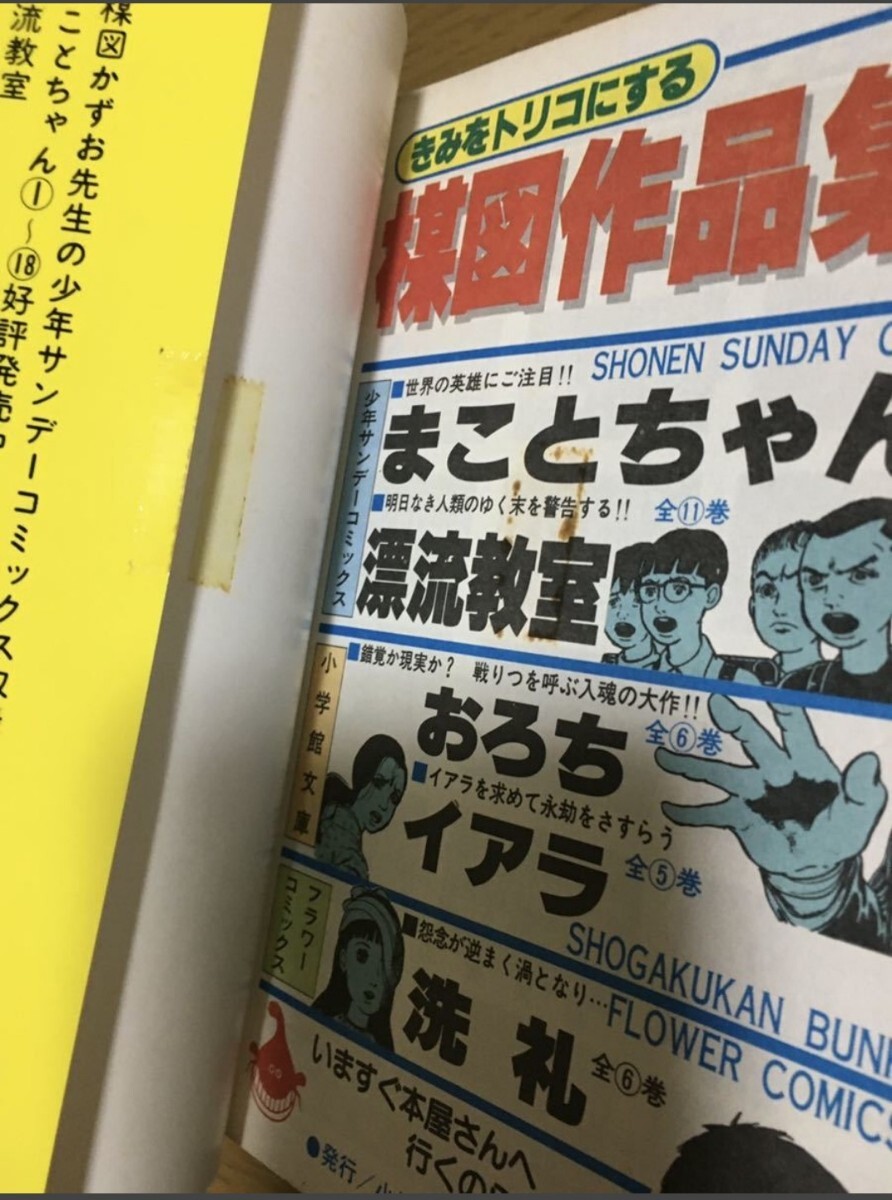 楳図かずお先生の少年サンデーコミックス
ことちゃん①〜⑱好評発売
流教室
きみをトリコにする
楳図作品集
SHONEN SUNDAY
少年サンデーコミックス
■世界の英雄にご注目!!
まことちゃん
■明日なき人類のゆく末を警告する!!
全⑪巻
漂流教室
小学館文庫
■錯覚か現実か? 戦りつを呼ぶ入魂の大作!!
おろち
全⑥巻
■イアラを求めて永劫をさすらう
イアラ
全⑤巻
SHOGAKUKAN
フラワーコミックス
FLOWER COMICS
■怨念が逆まく渦となり…
洗礼
全⑥巻
いますぐ本屋さんへ
行くの
●発行/小